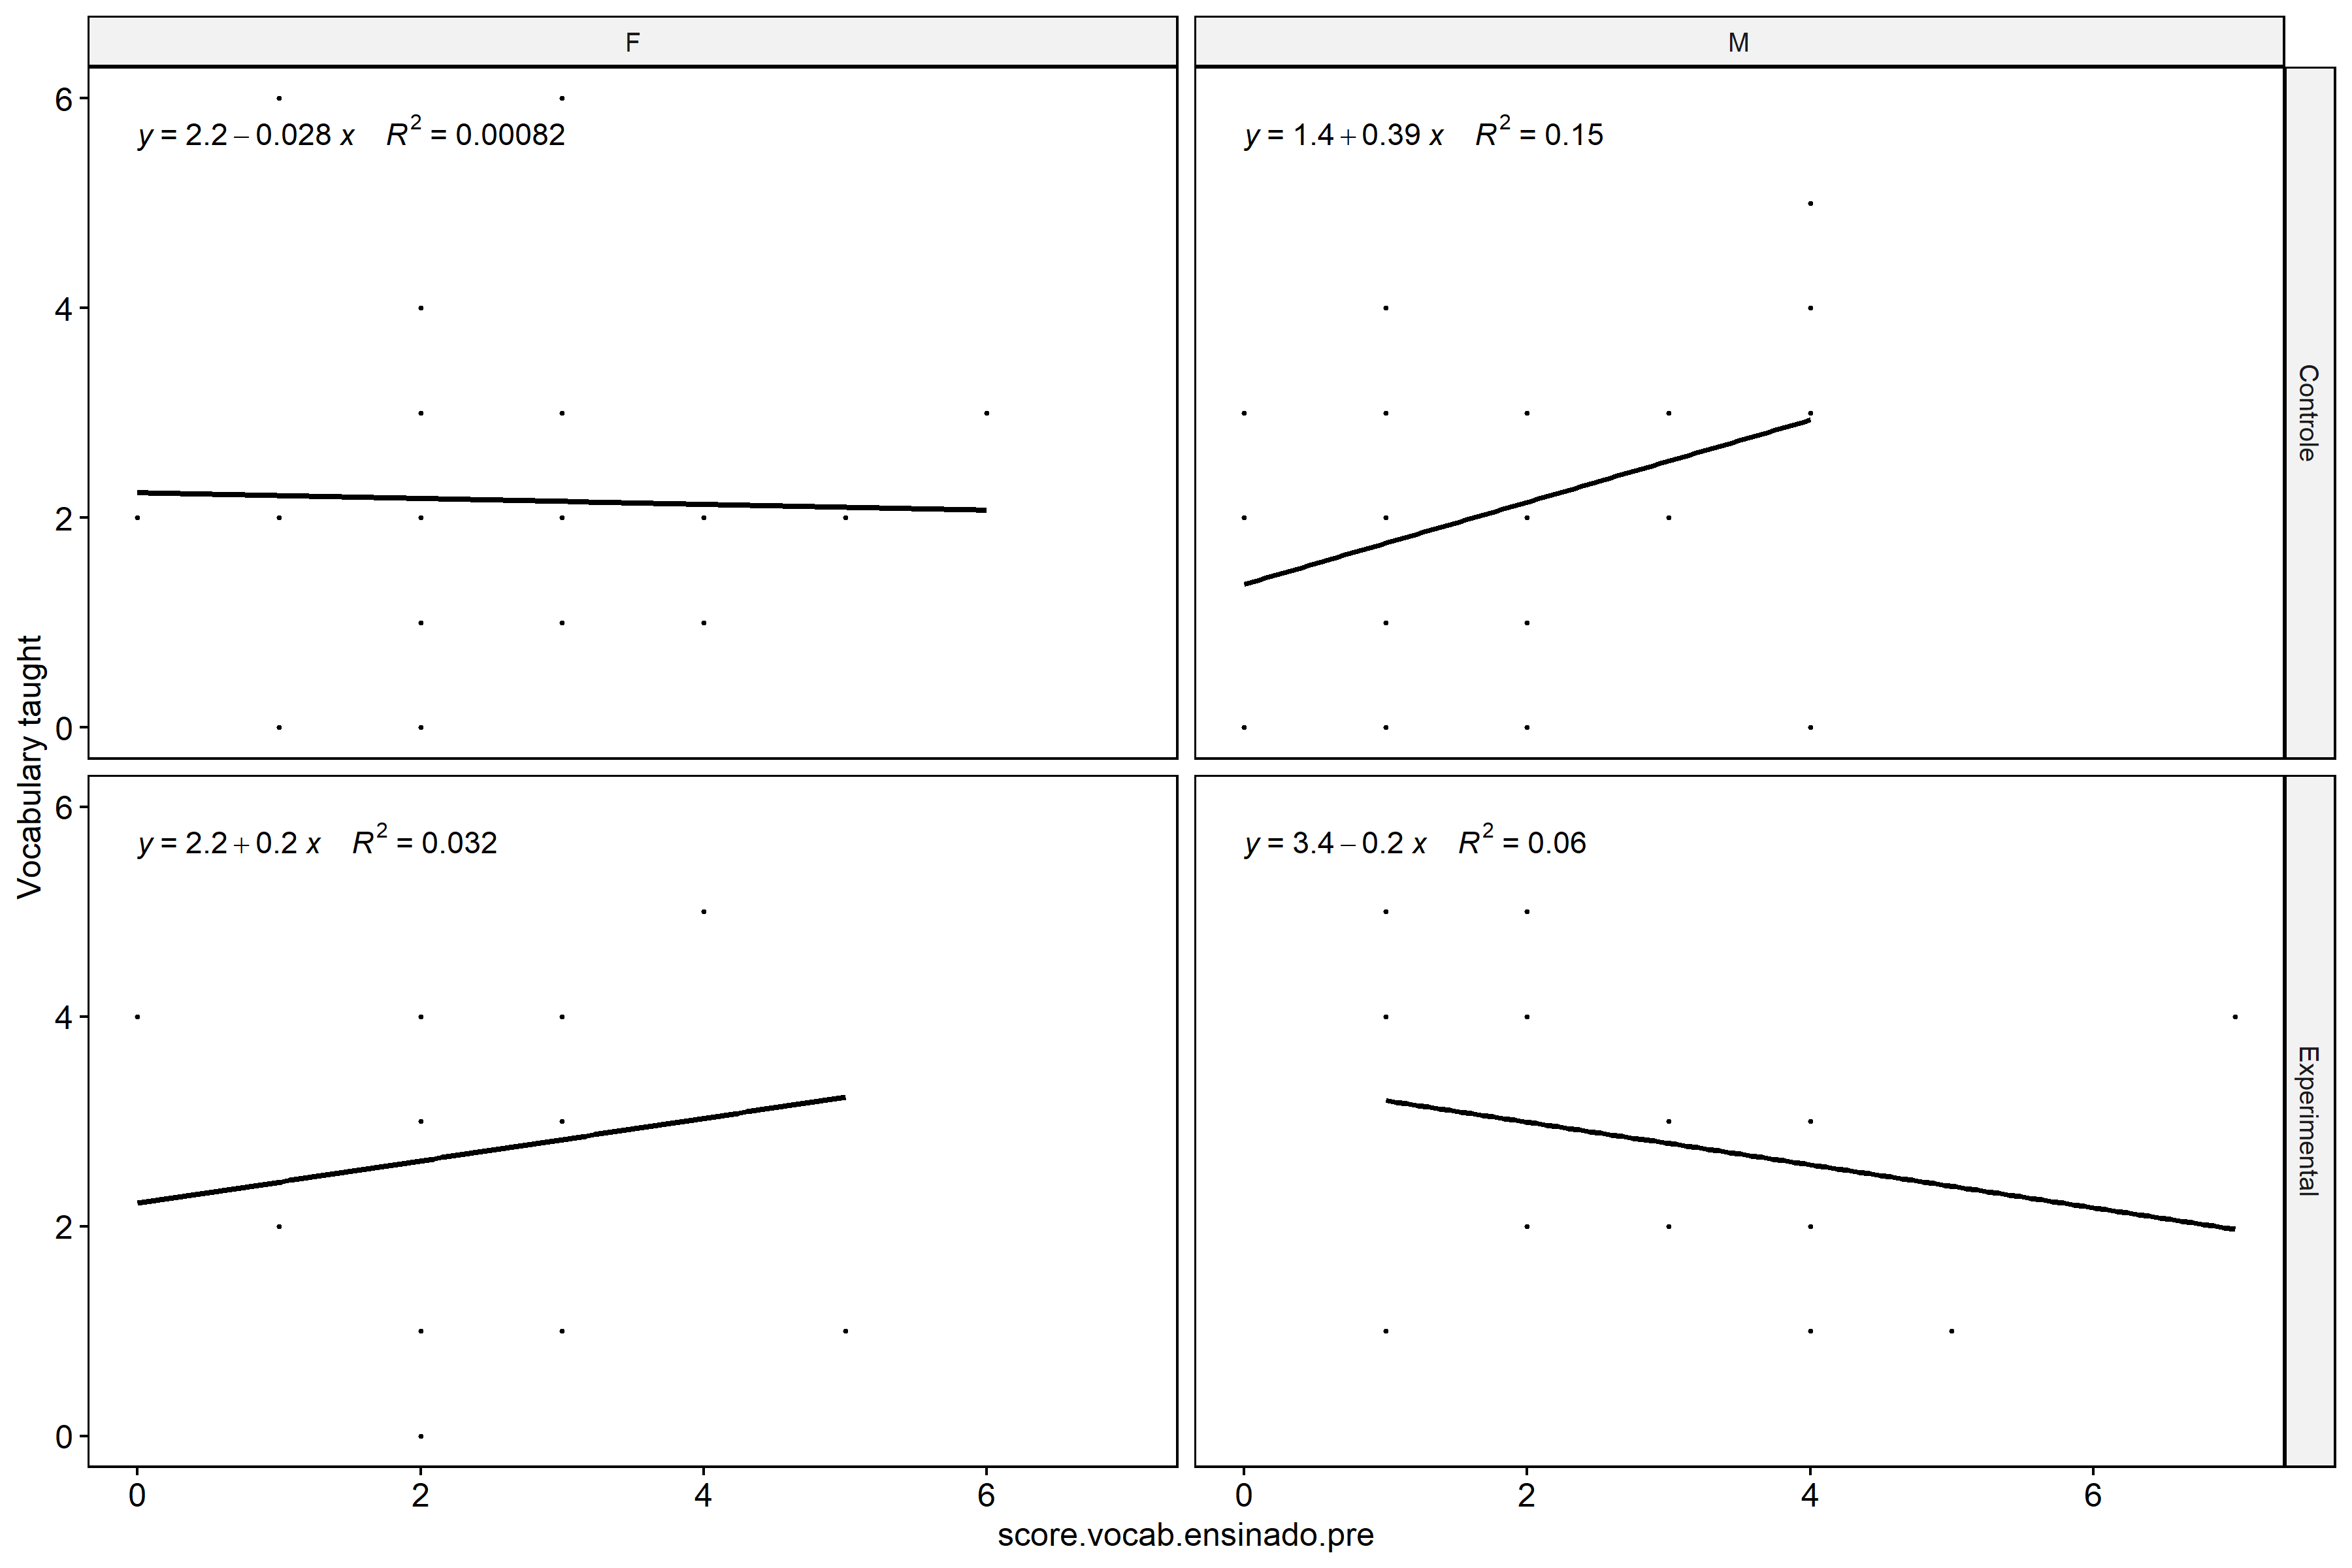 F
M
6
y = 2.2 − 0.028 x R² = 0.00082
y = 1.4 + 0.39 x R² = 0.15
4
Controle
2
0
Vocabulary taught
6
y = 2.2 + 0.2 x R² = 0.032
y = 3.4 − 0.2 x R² = 0.06
4
Experimental
2
0
0 2 4 6
0 2 4 6
score.vocab.ensinado.pre